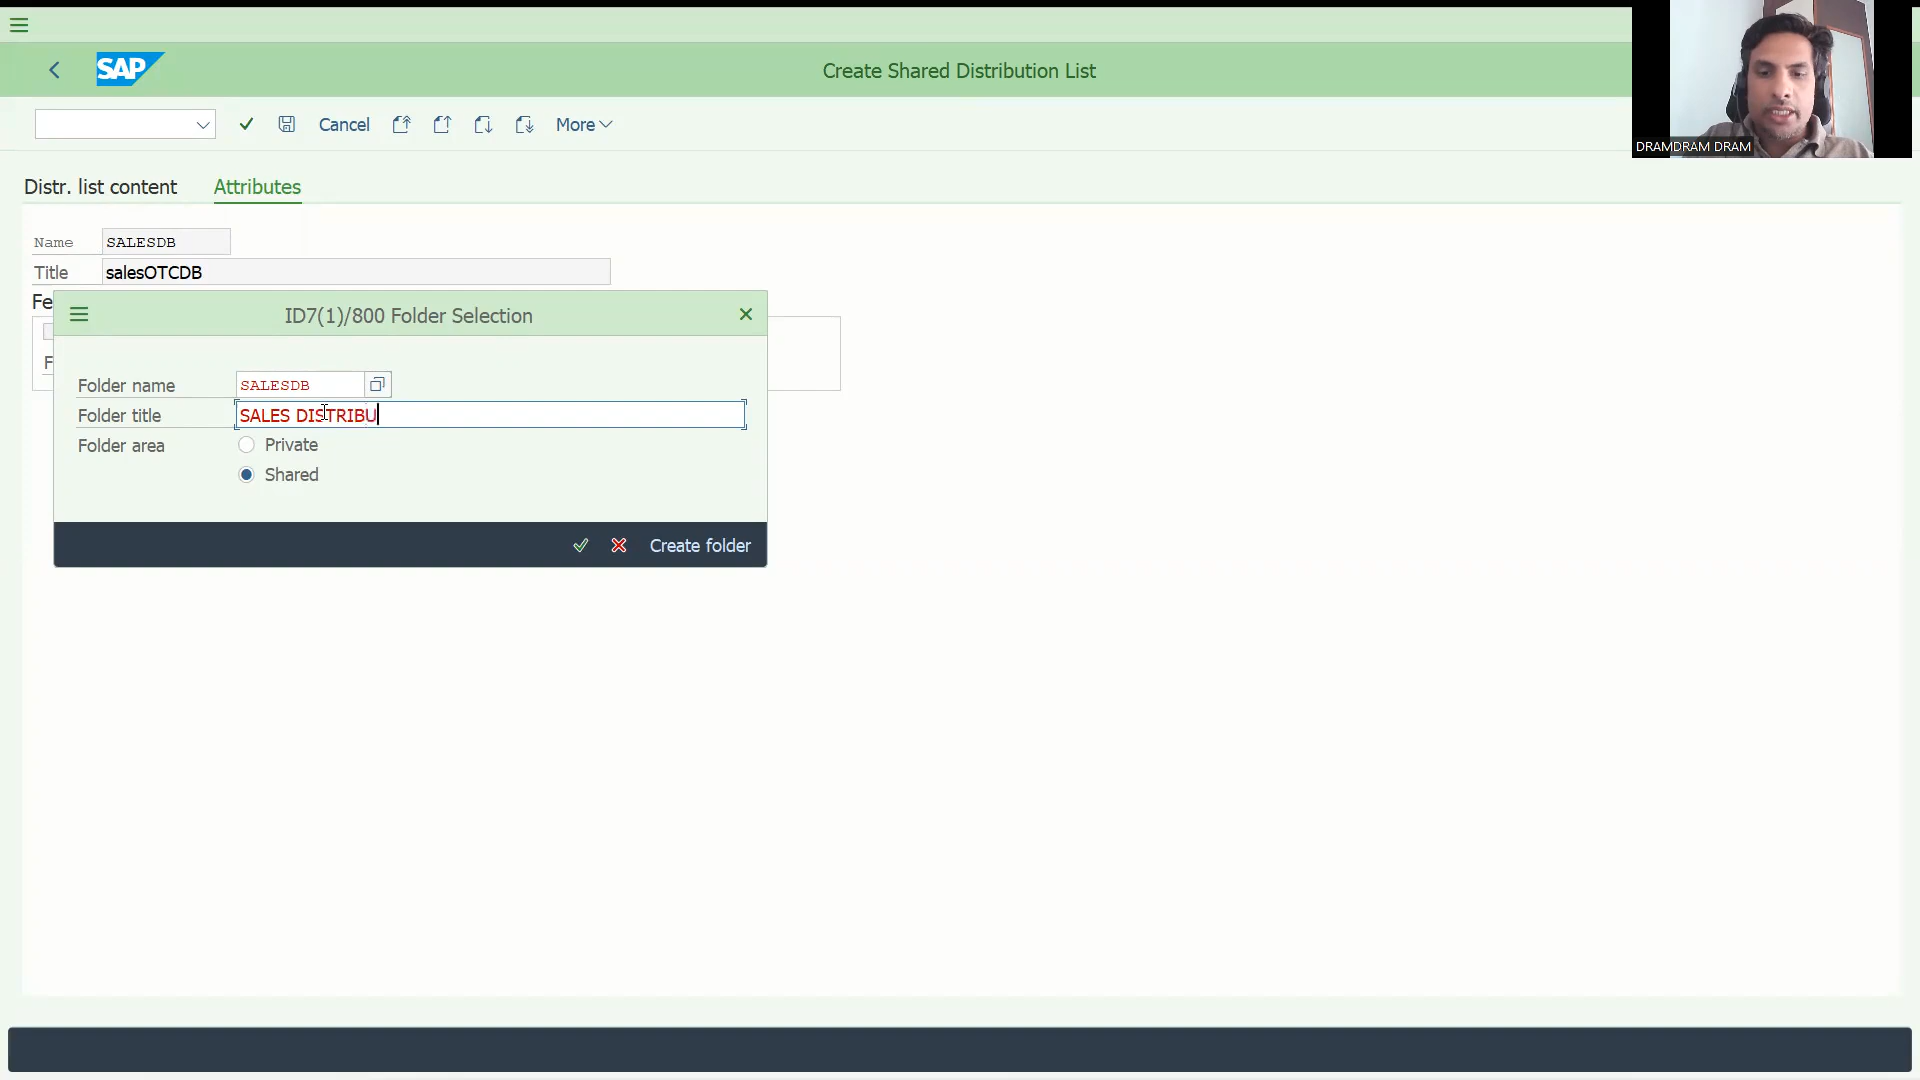 SAP
Create Shared Distribution List
Cancel
More
DRAMDRAM DRAM
Distr. list content
Attributes
Name
SALESDB
Title
salesOTCDB
Fe
ID7(1)/800 Folder Selection
F
Folder name
SALESDB
Folder title
SALES DISTRIBU
Folder area
Private
Shared
Create folder